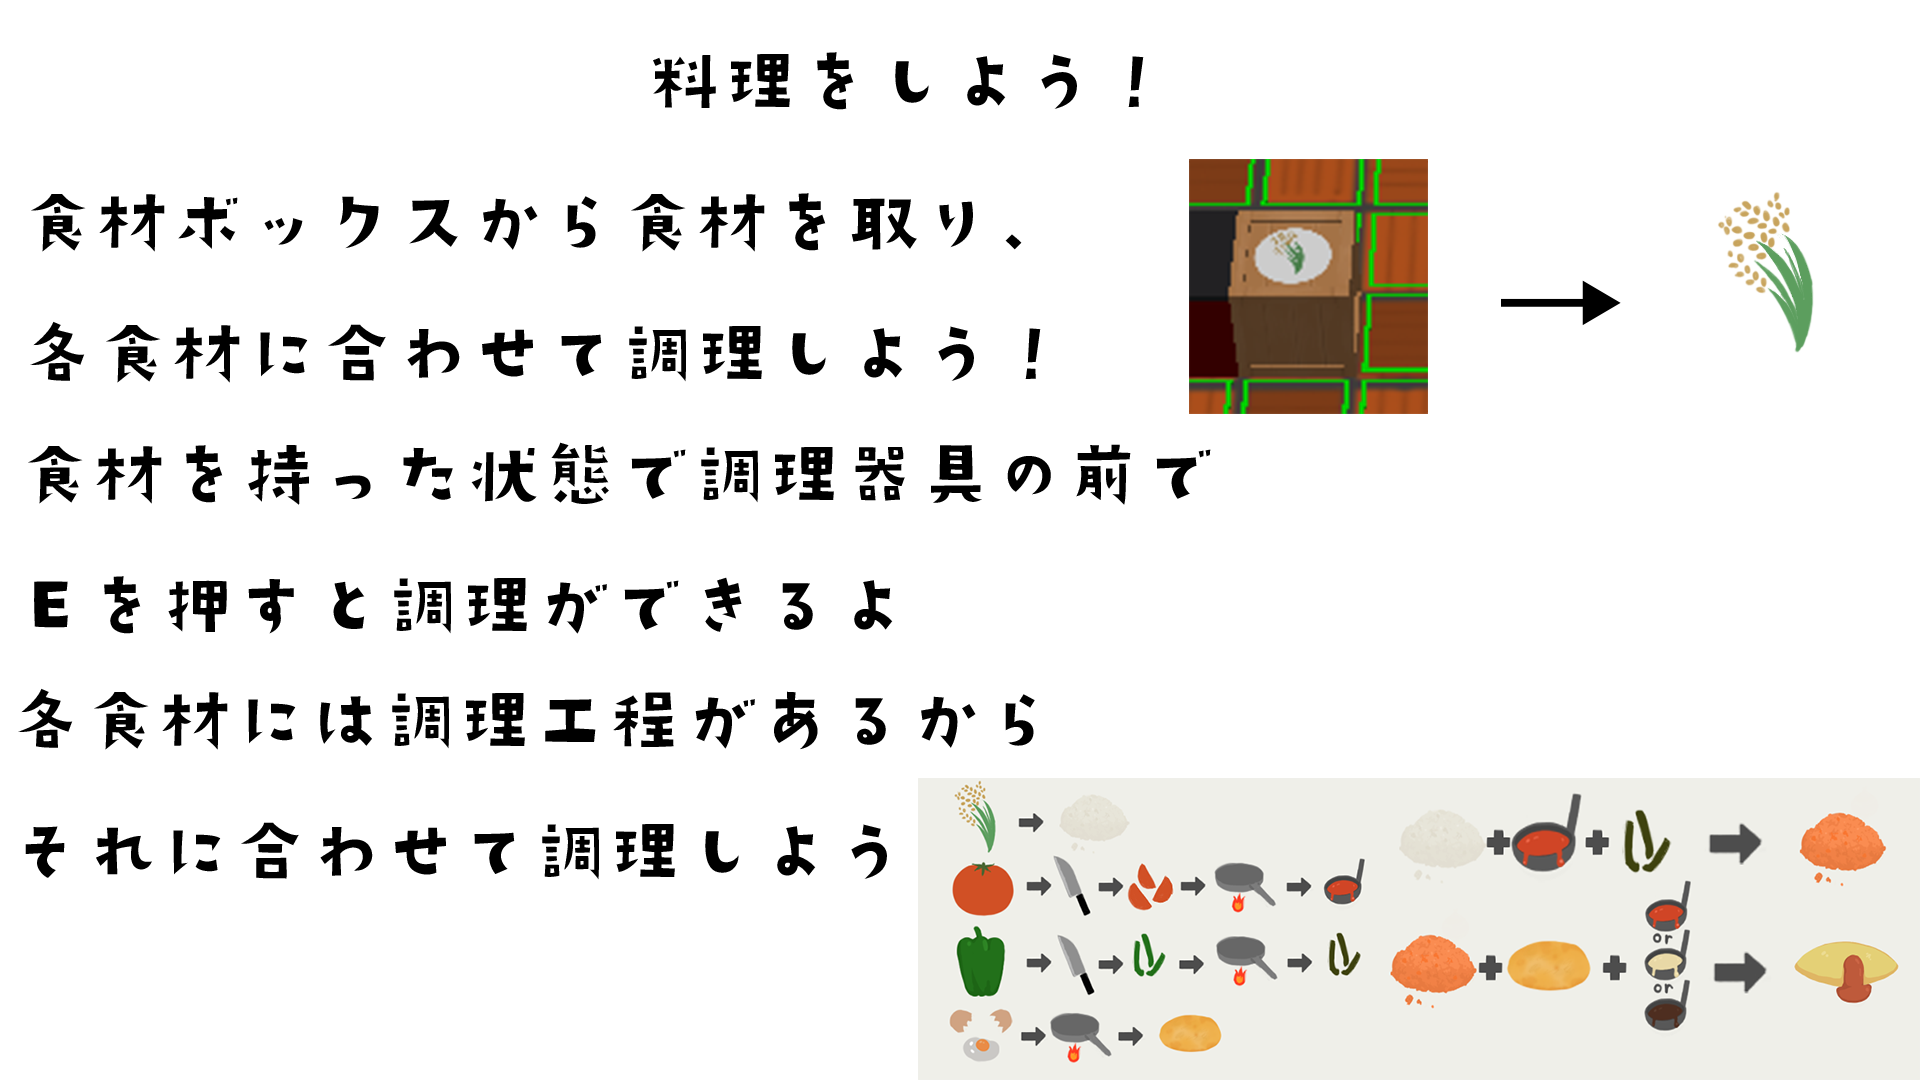 料理をしよう！
食材ボックスから食材を取り、
各食材に合わせて調理しよう！
食材を持った状態で調理器具の前で
Eを押すと調理ができるよ
各食材には調理工程があるから
それに合わせて調理しよう
or
or